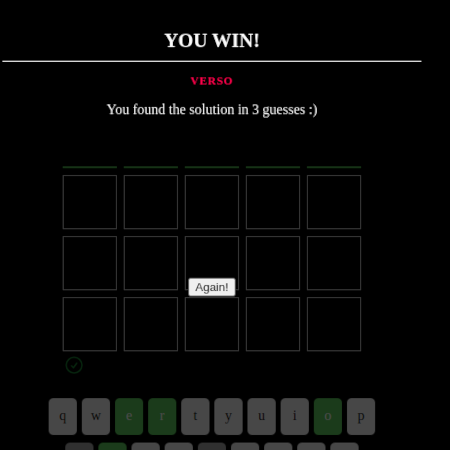 YOU WIN!
VERSO
You found the solution in 3 guesses :)
Again!
q w e r t y u i o p